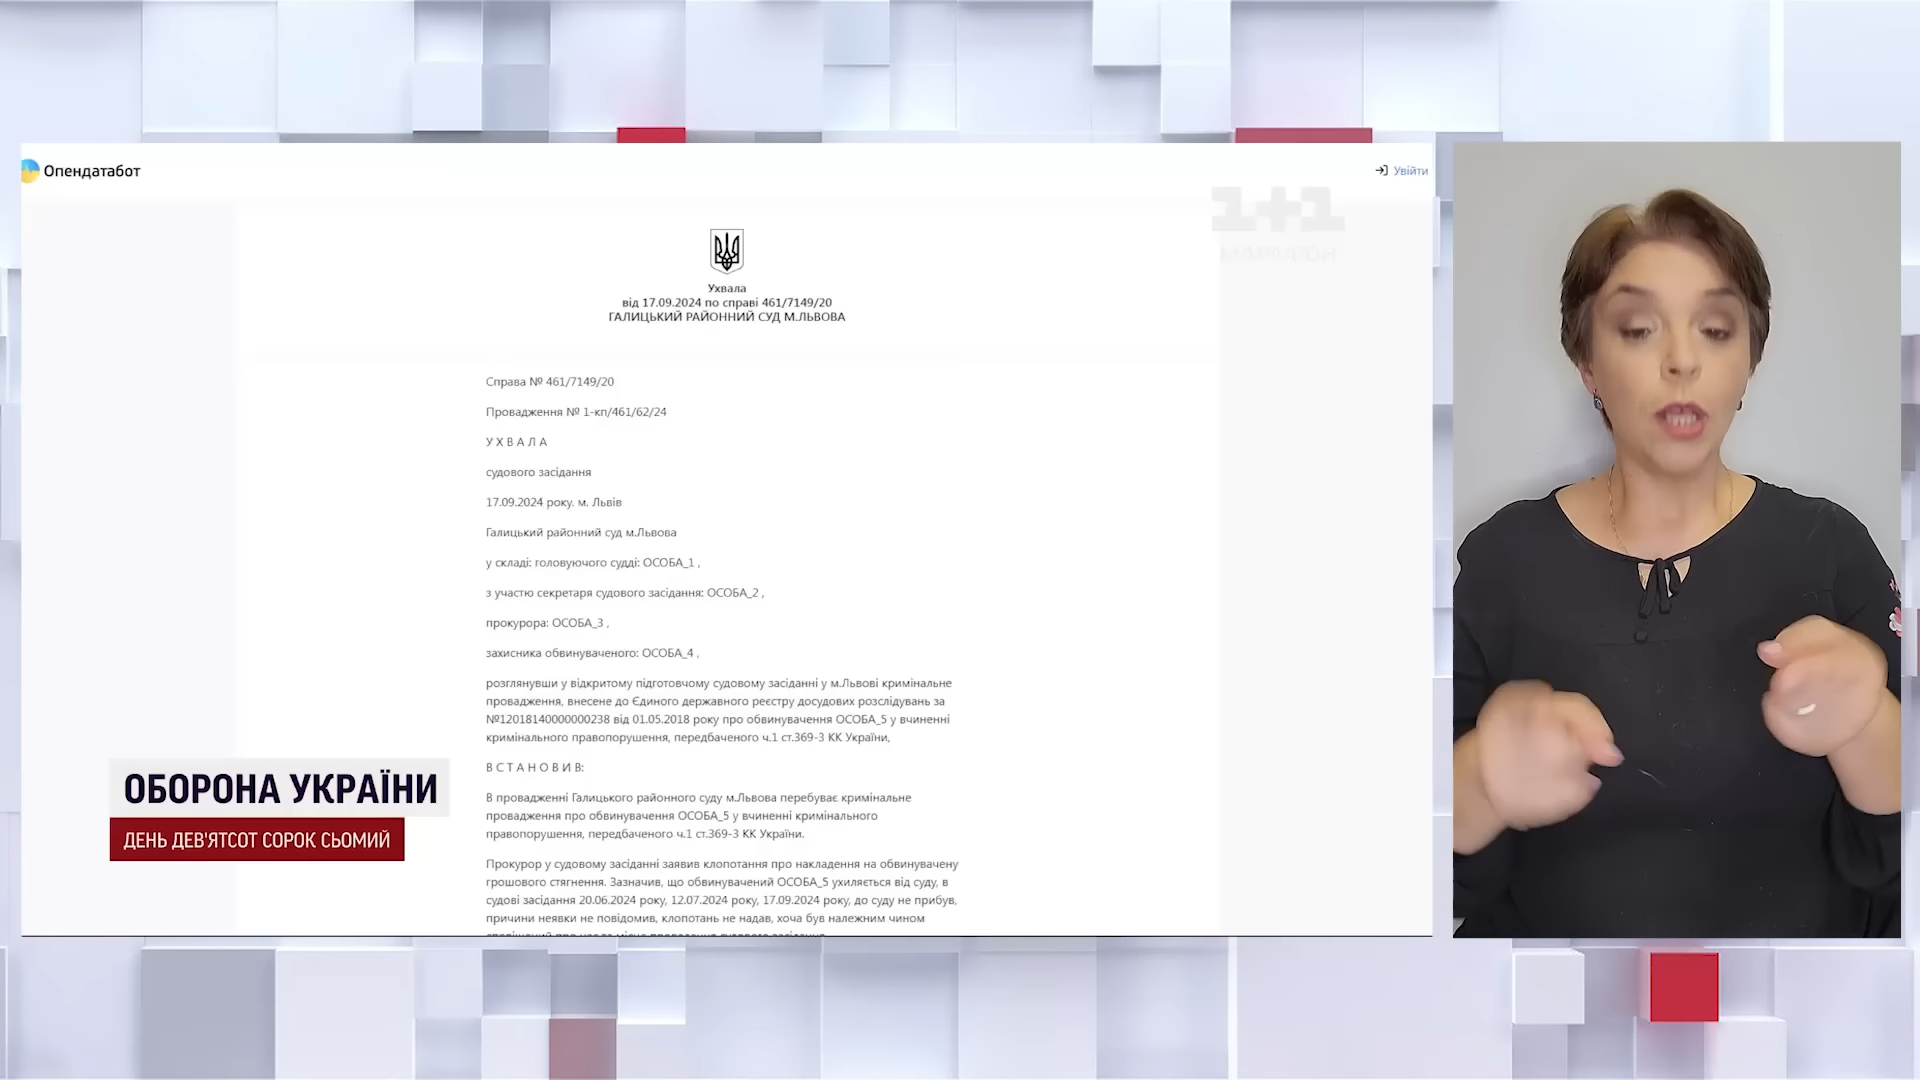 Опендатабот
Увійти
1+1
МАРАФОН
Ухвала
від 17.09.2024 по справі 461/7149/20
ГАЛИЦЬКИЙ РАЙОННИЙ СУД М.ЛЬВОВА
Справа № 461/7149/20
Провадження № 1-кп/461/62/24
У Х В А Л А
судового засідання
17.09.2024 року. м. Львів
Галицький районний суд м.Львова
у складі: головуючого судді: ОСОБА_1 ,
з участю секретаря судового засідання: ОСОБА_2 ,
прокурора: ОСОБА_3 ,
захисника обвинуваченого: ОСОБА_4 ,
розглянувши у відкритому підготовчому судовому засіданні у м.Львові кримінальне
провадження, внесене до Єдиного державного реєстру досудових розслідувань за
№12018140000000238 від 01.05.2018 року про обвинувачення ОСОБА_5 у вчиненні
кримінального правопорушення, передбаченого ч.1 ст.369-3 КК України,
В С Т А Н О В И В:
В провадженні Галицького районного суду м.Львова перебуває кримінальне
провадження про обвинувачення ОСОБА_5 у вчиненні кримінального
правопорушення, передбаченого ч.1 ст.369-3 КК України.
Прокурор у судовому засіданні заявив клопотання про накладення на обвинувачену
грошового стягнення. Зазначив, що обвинувачений ОСОБА_5 ухиляється від суду, в
судові засідання 20.06.2024 року, 12.07.2024 року, 17.09.2024 року, до суду не прибув,
причини неявки не повідомив, клопотань не надав, хоча був належним чином
ОБОРОНА УКРАЇНИ
ДЕНЬ ДЕВ'ЯТСОТ СОРОК СЬОМИЙ